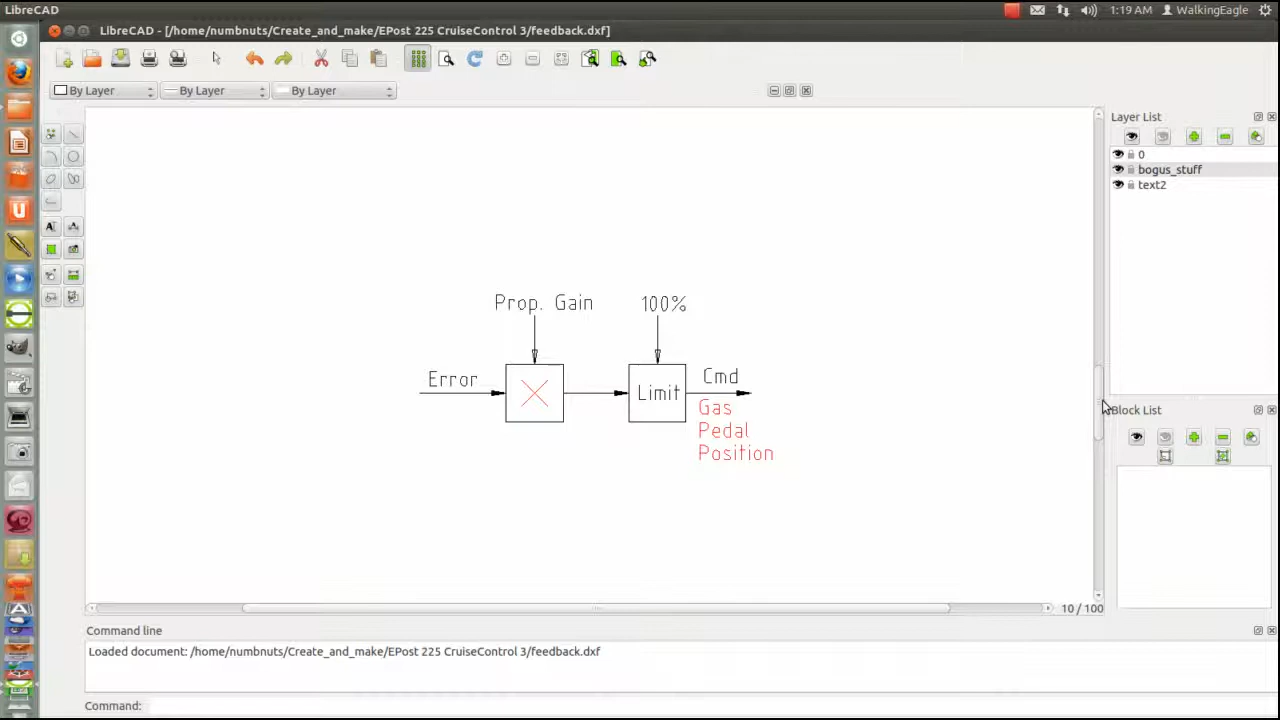 LibreCAD
1:19 AM
WalkingEagle
LibreCAD - [/home/numbnuts/Create_and_make/EPost 225 CruiseControl 3/feedback.dxf]
By Layer
By Layer
By Layer
Layer List
0
bogus_stuff
text2
Prop. Gain
100%
Error
Limit
Cmd
Gas
Pedal
Position
Block List
10 / 100
Command line
Loaded document: /home/numbnuts/Create_and_make/EPost 225 CruiseControl 3/feedback.dxf
Command: